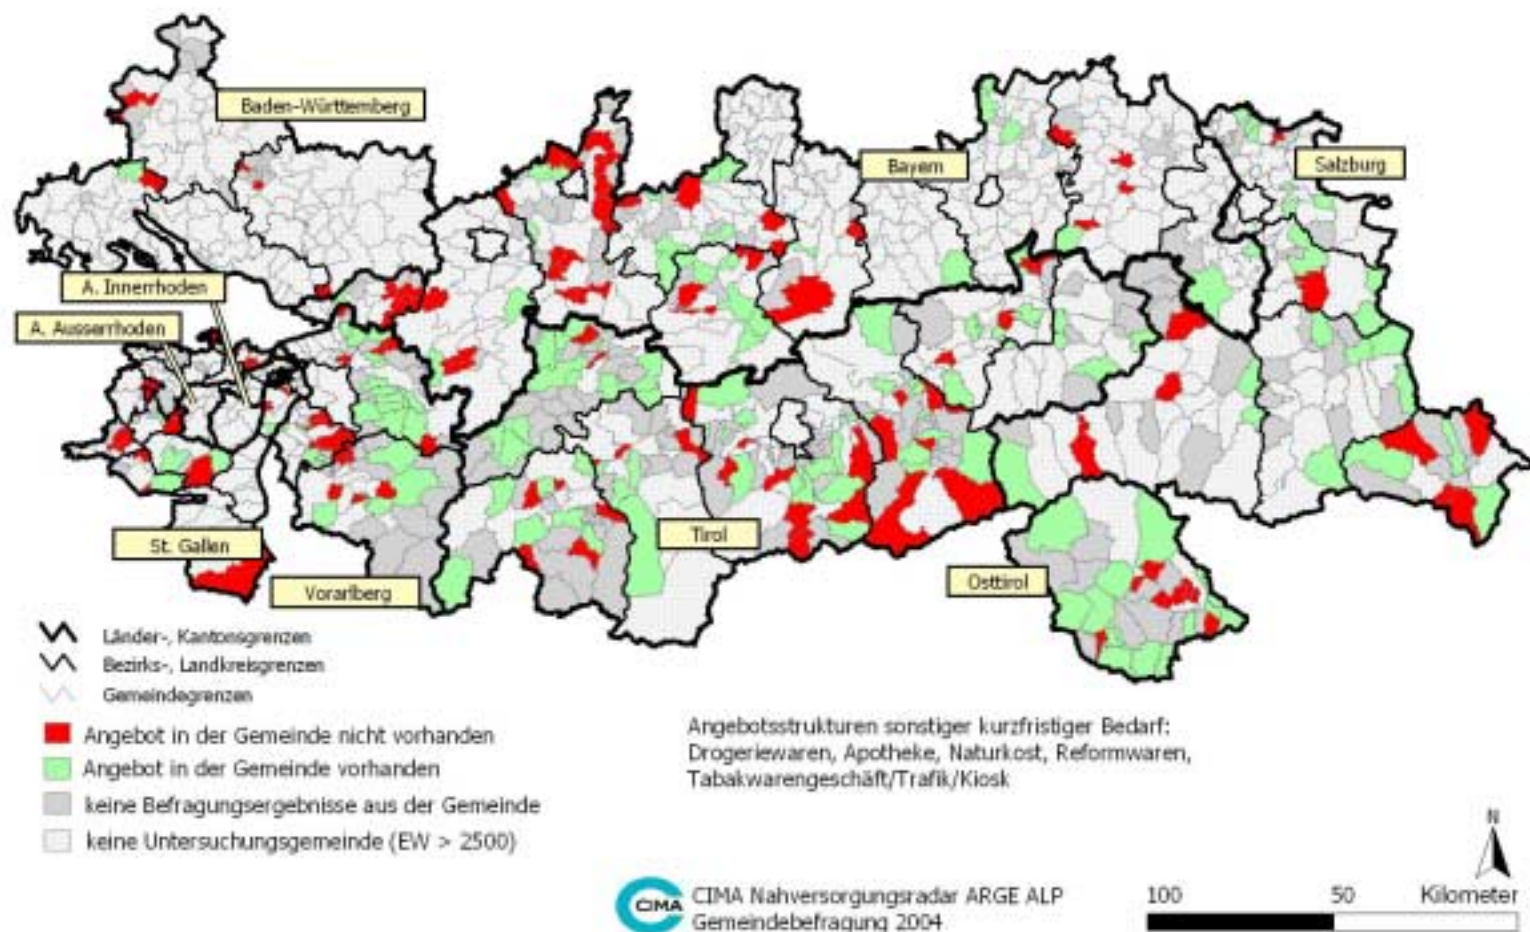 Baden-Württemberg
Bayern
Salzburg
A. Innerrhoden
A. Ausserrhoden
St. Gallen
Vorarlberg
Tirol
Osttirol
Länder-, Kantonsgrenzen
Bezirks-, Landkreisgrenzen
Gemeindegrenzen
Angebot in der Gemeinde nicht vorhanden
Angebot in der Gemeinde vorhanden
keine Befragungsergebnisse aus der Gemeinde
keine Untersuchungsgemeinde (EW > 2500)
Angebotsstrukturen sonstiger kurzfristiger Bedarf:
Drogeriewaren, Apotheke, Naturkost, Reformwaren,
Tabakwarengeschäft/Trafik/Kiosk
N
CIMA
CIMA Nahversorgungsradar ARGE ALP
Gemeindebefragung 2004
100 50 Kilometer